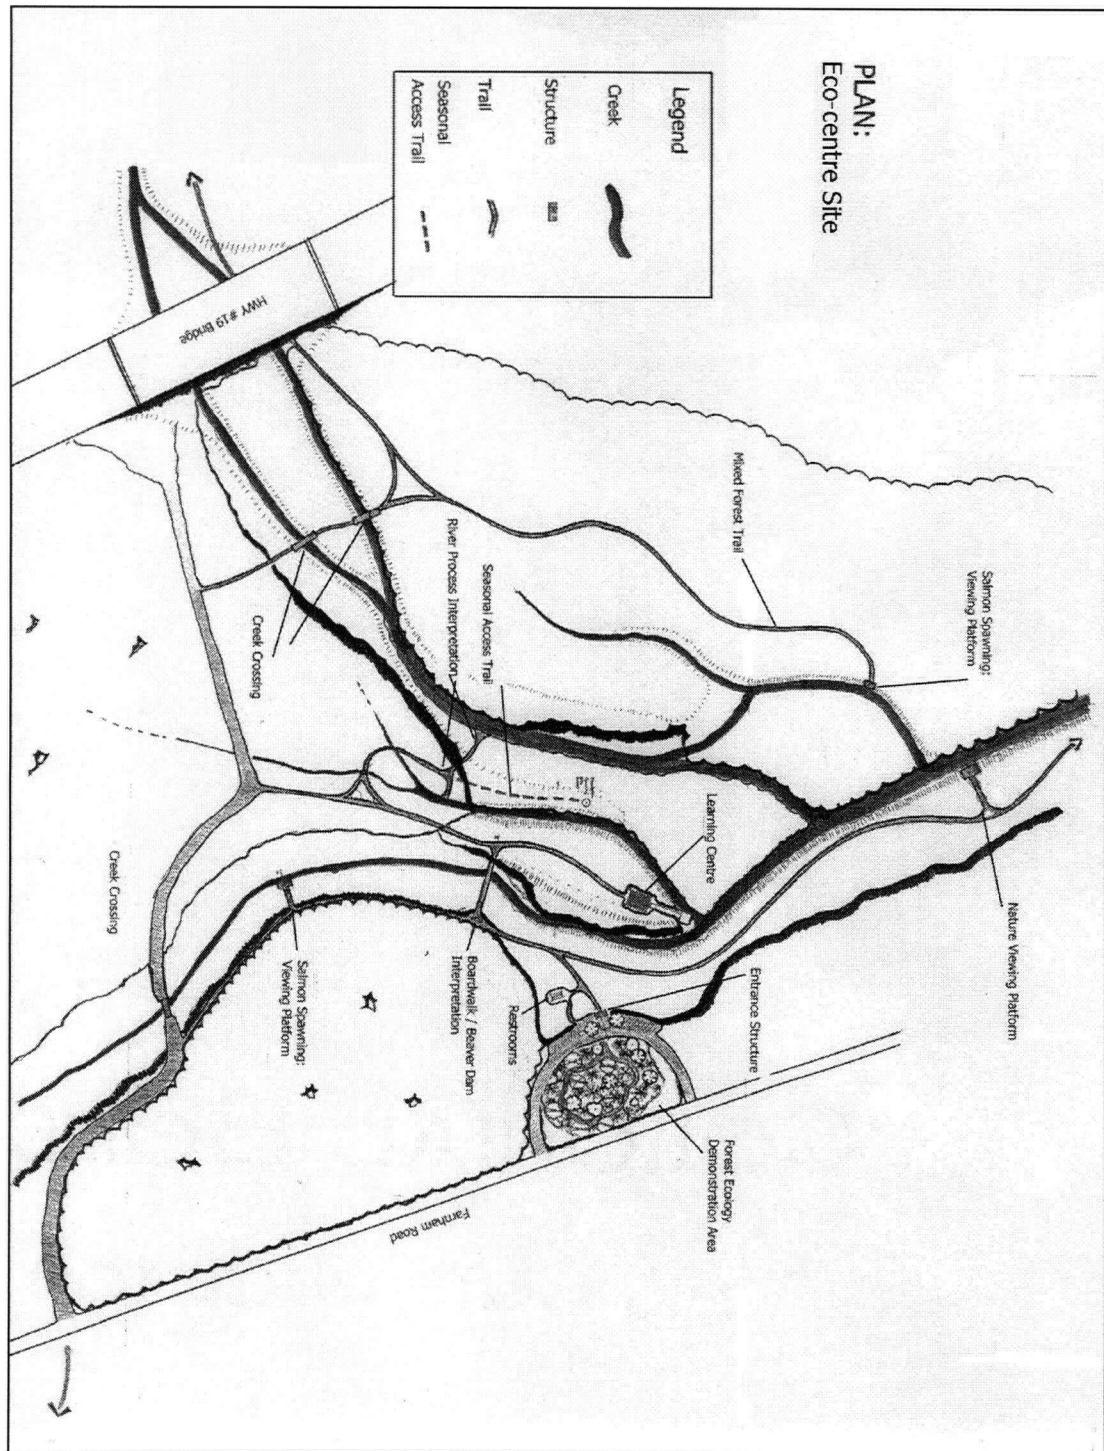 PLAN:
Eco-centre Site
Legend
Creek
Structure
Trail
Seasonal
Access Trail
HWY #19 Bridge
Mixed Forest Trail
Salmon Spawning:
Viewing Platform
River Process Interpretation
Seasonal Access Trail
Creek Crossing
Learning Centre
Nature Viewing Platform
Creek Crossing
Salmon Spawning:
Viewing Platform
Boardwalk / Beaver Dam
Interpretation
Restrooms
Entrance Structure
Forest Ecology
Demonstration Area
Farnham Road